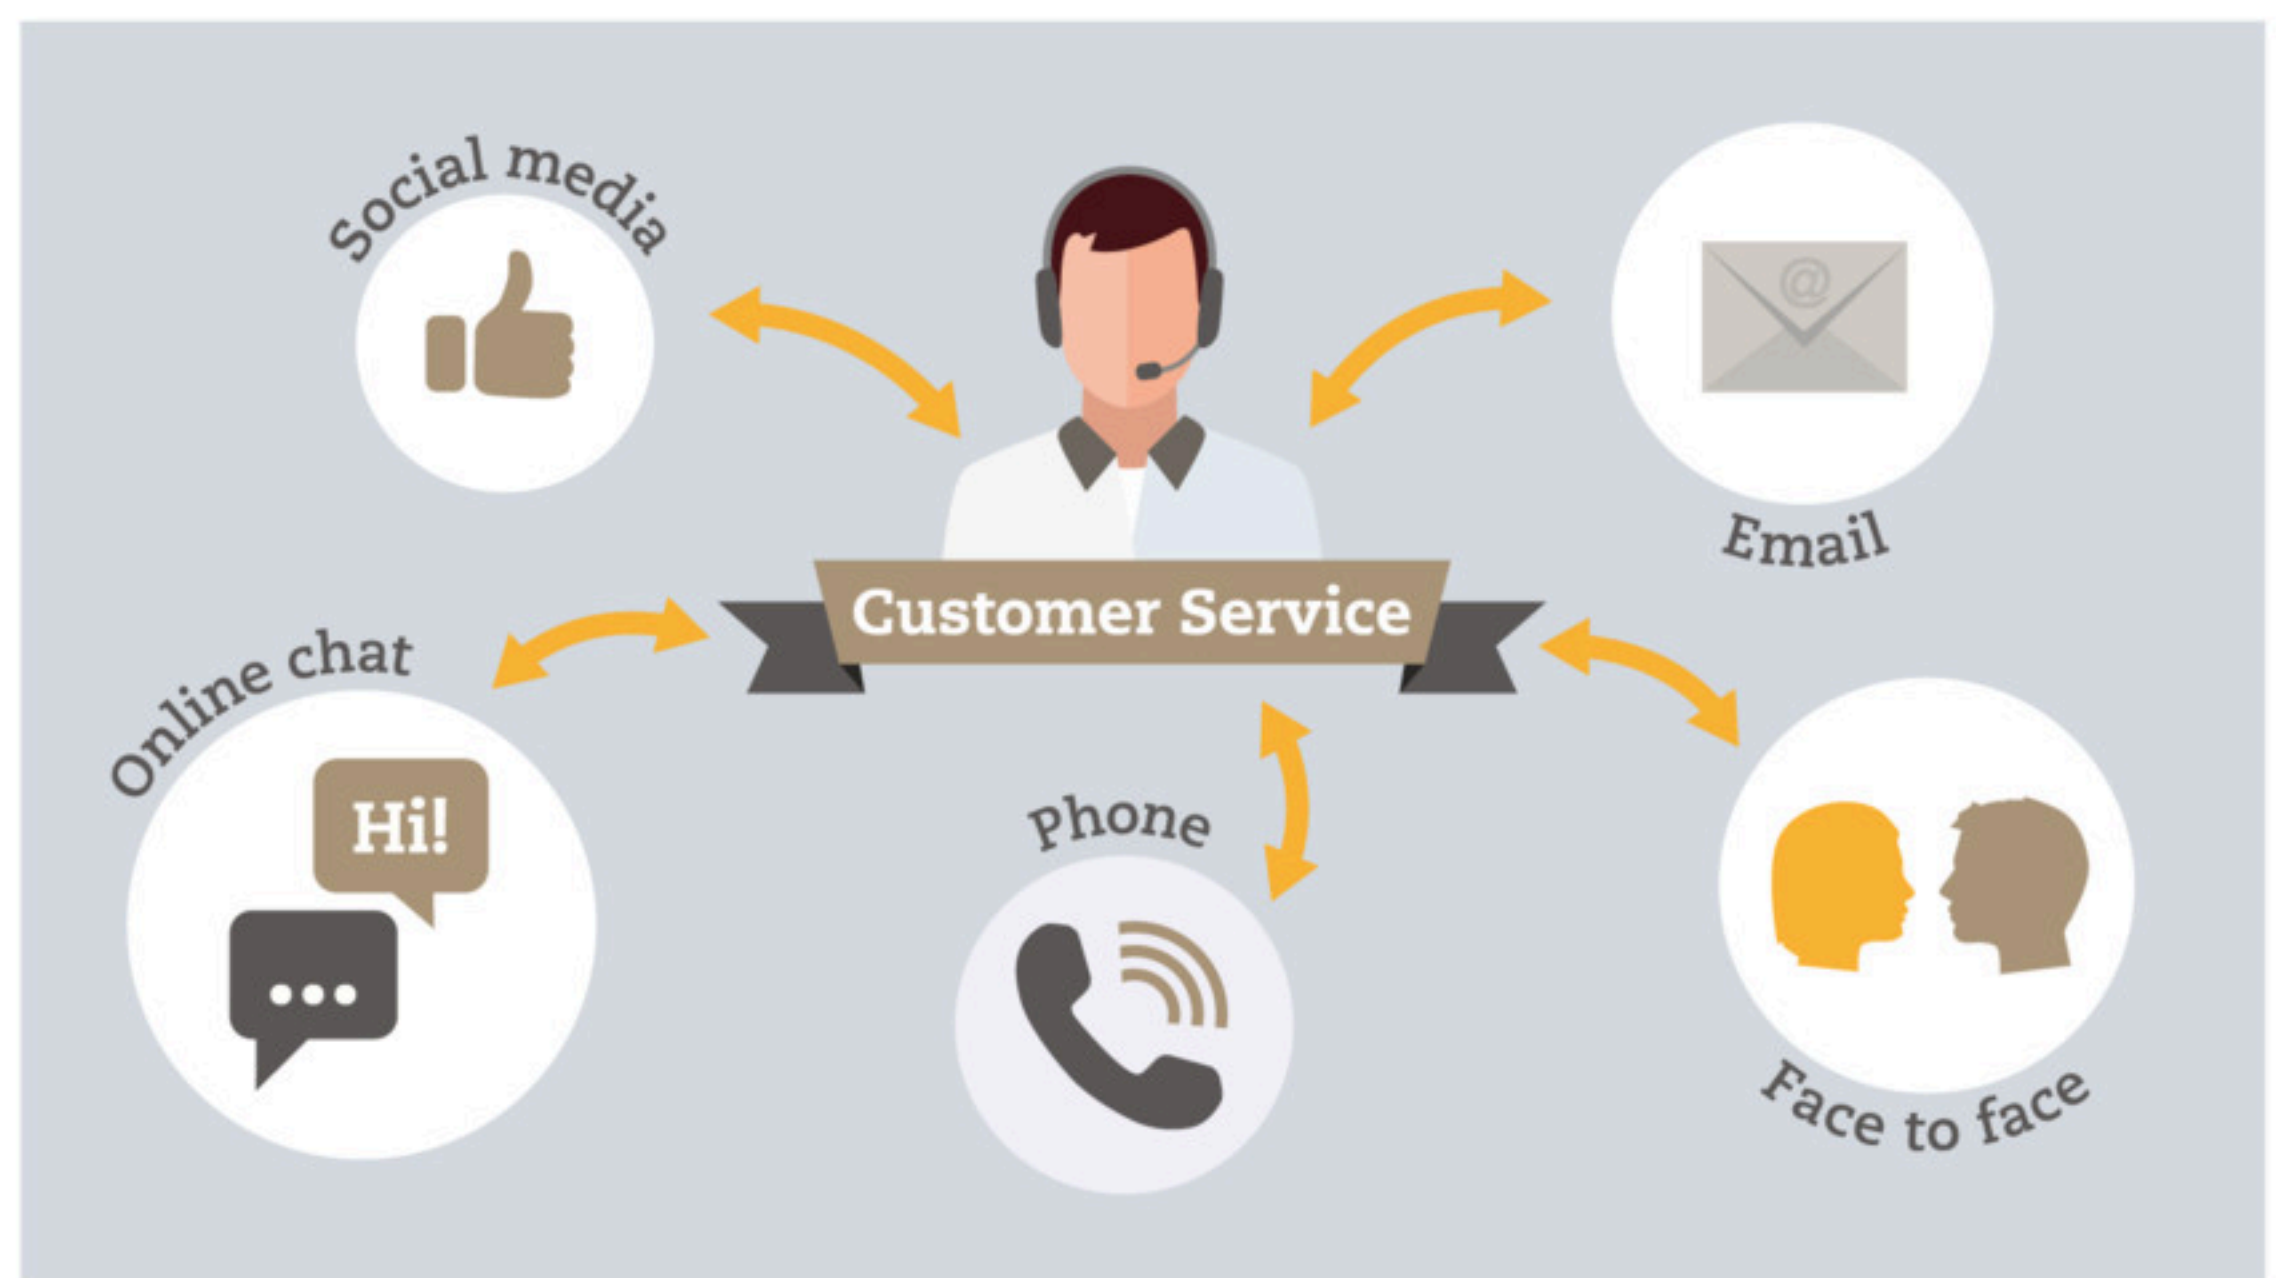 Social media
@
Email
Customer Service
Online chat
Hi!
...
Phone
Face to face